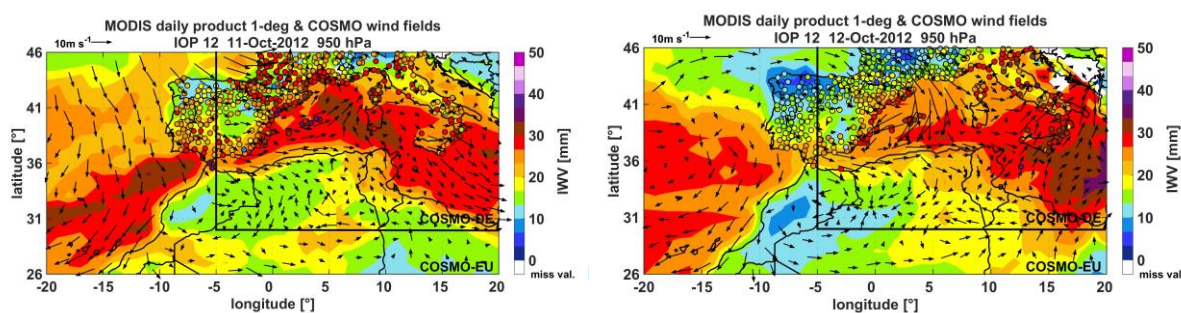 MODIS daily product 1-deg & COSMO wind fields
10m s⁻¹ IOP 12 11-Oct-2012 950 hPa
46
41
36
31
26
latitude [°]
-20 -15 -10 -5 0 5 10 15 20
longitude [°]
COSMO-DE
COSMO-EU
50
40
30
20
10
0
miss val.
IWV [mm]
MODIS daily product 1-deg & COSMO wind fields
10m s⁻¹ IOP 12 12-Oct-2012 950 hPa
46
41
36
31
26
latitude [°]
-20 -15 -10 -5 0 5 10 15 20
longitude [°]
COSMO-DE
COSMO-EU
50
40
30
20
10
0
miss val.
IWV [mm]